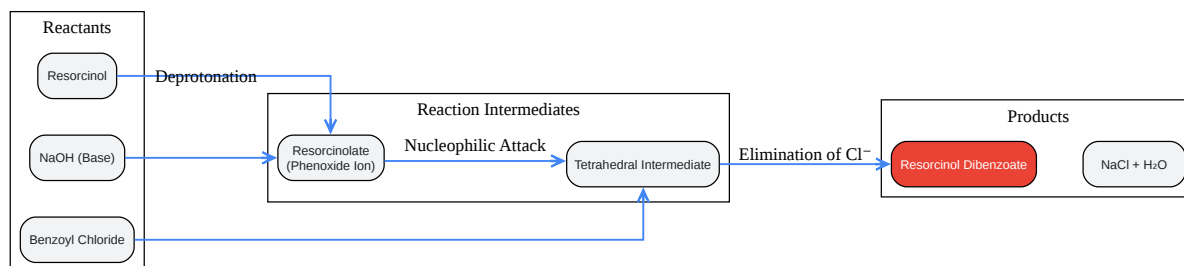 Reactants
Resorcinol
Deprotonation
NaOH (Base)
Benzoyl Chloride
Reaction Intermediates
Resorcinolate
(Phenoxide Ion)
Nucleophilic Attack
Tetrahedral Intermediate
Elimination of Cl⁻
Products
Resorcinol Dibenzoate
NaCl + H₂O